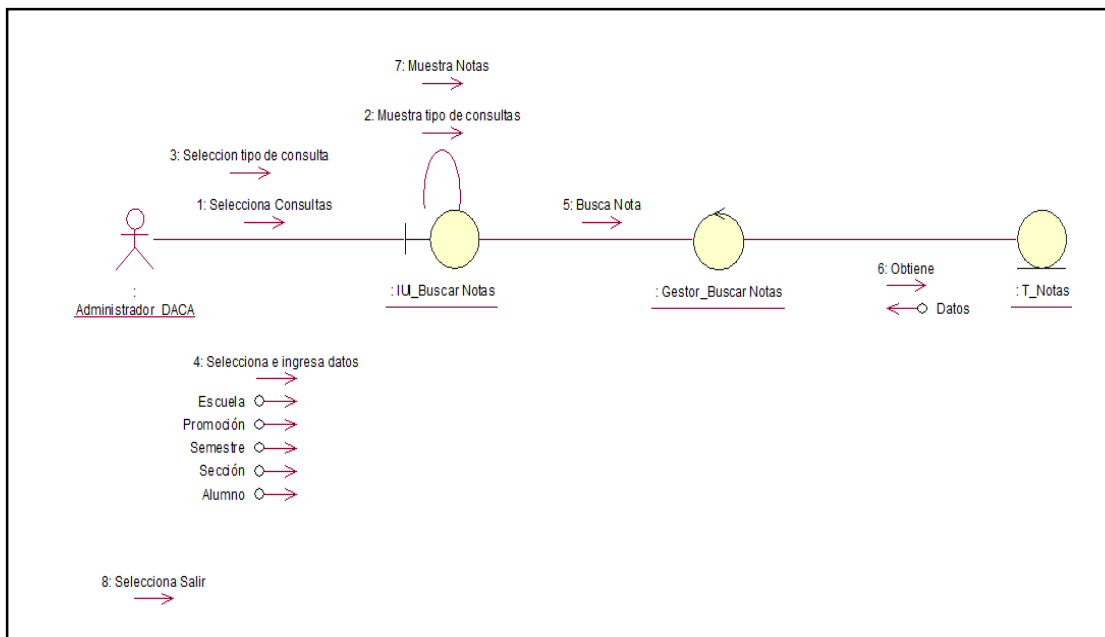 7: Muestra Notas
2: Muestra tipo de consultas
3: Seleccion tipo de consulta
1: Selecciona Consultas
5: Busca Nota
:
Administrador_DACA
: IUI_Buscar Notas
: Gestor_Buscar Notas
6: Obtiene
Datos
: T_Notas
4: Selecciona e ingresa datos
Escuela
Promoción
Semestre
Sección
Alumno
8: Selecciona Salir